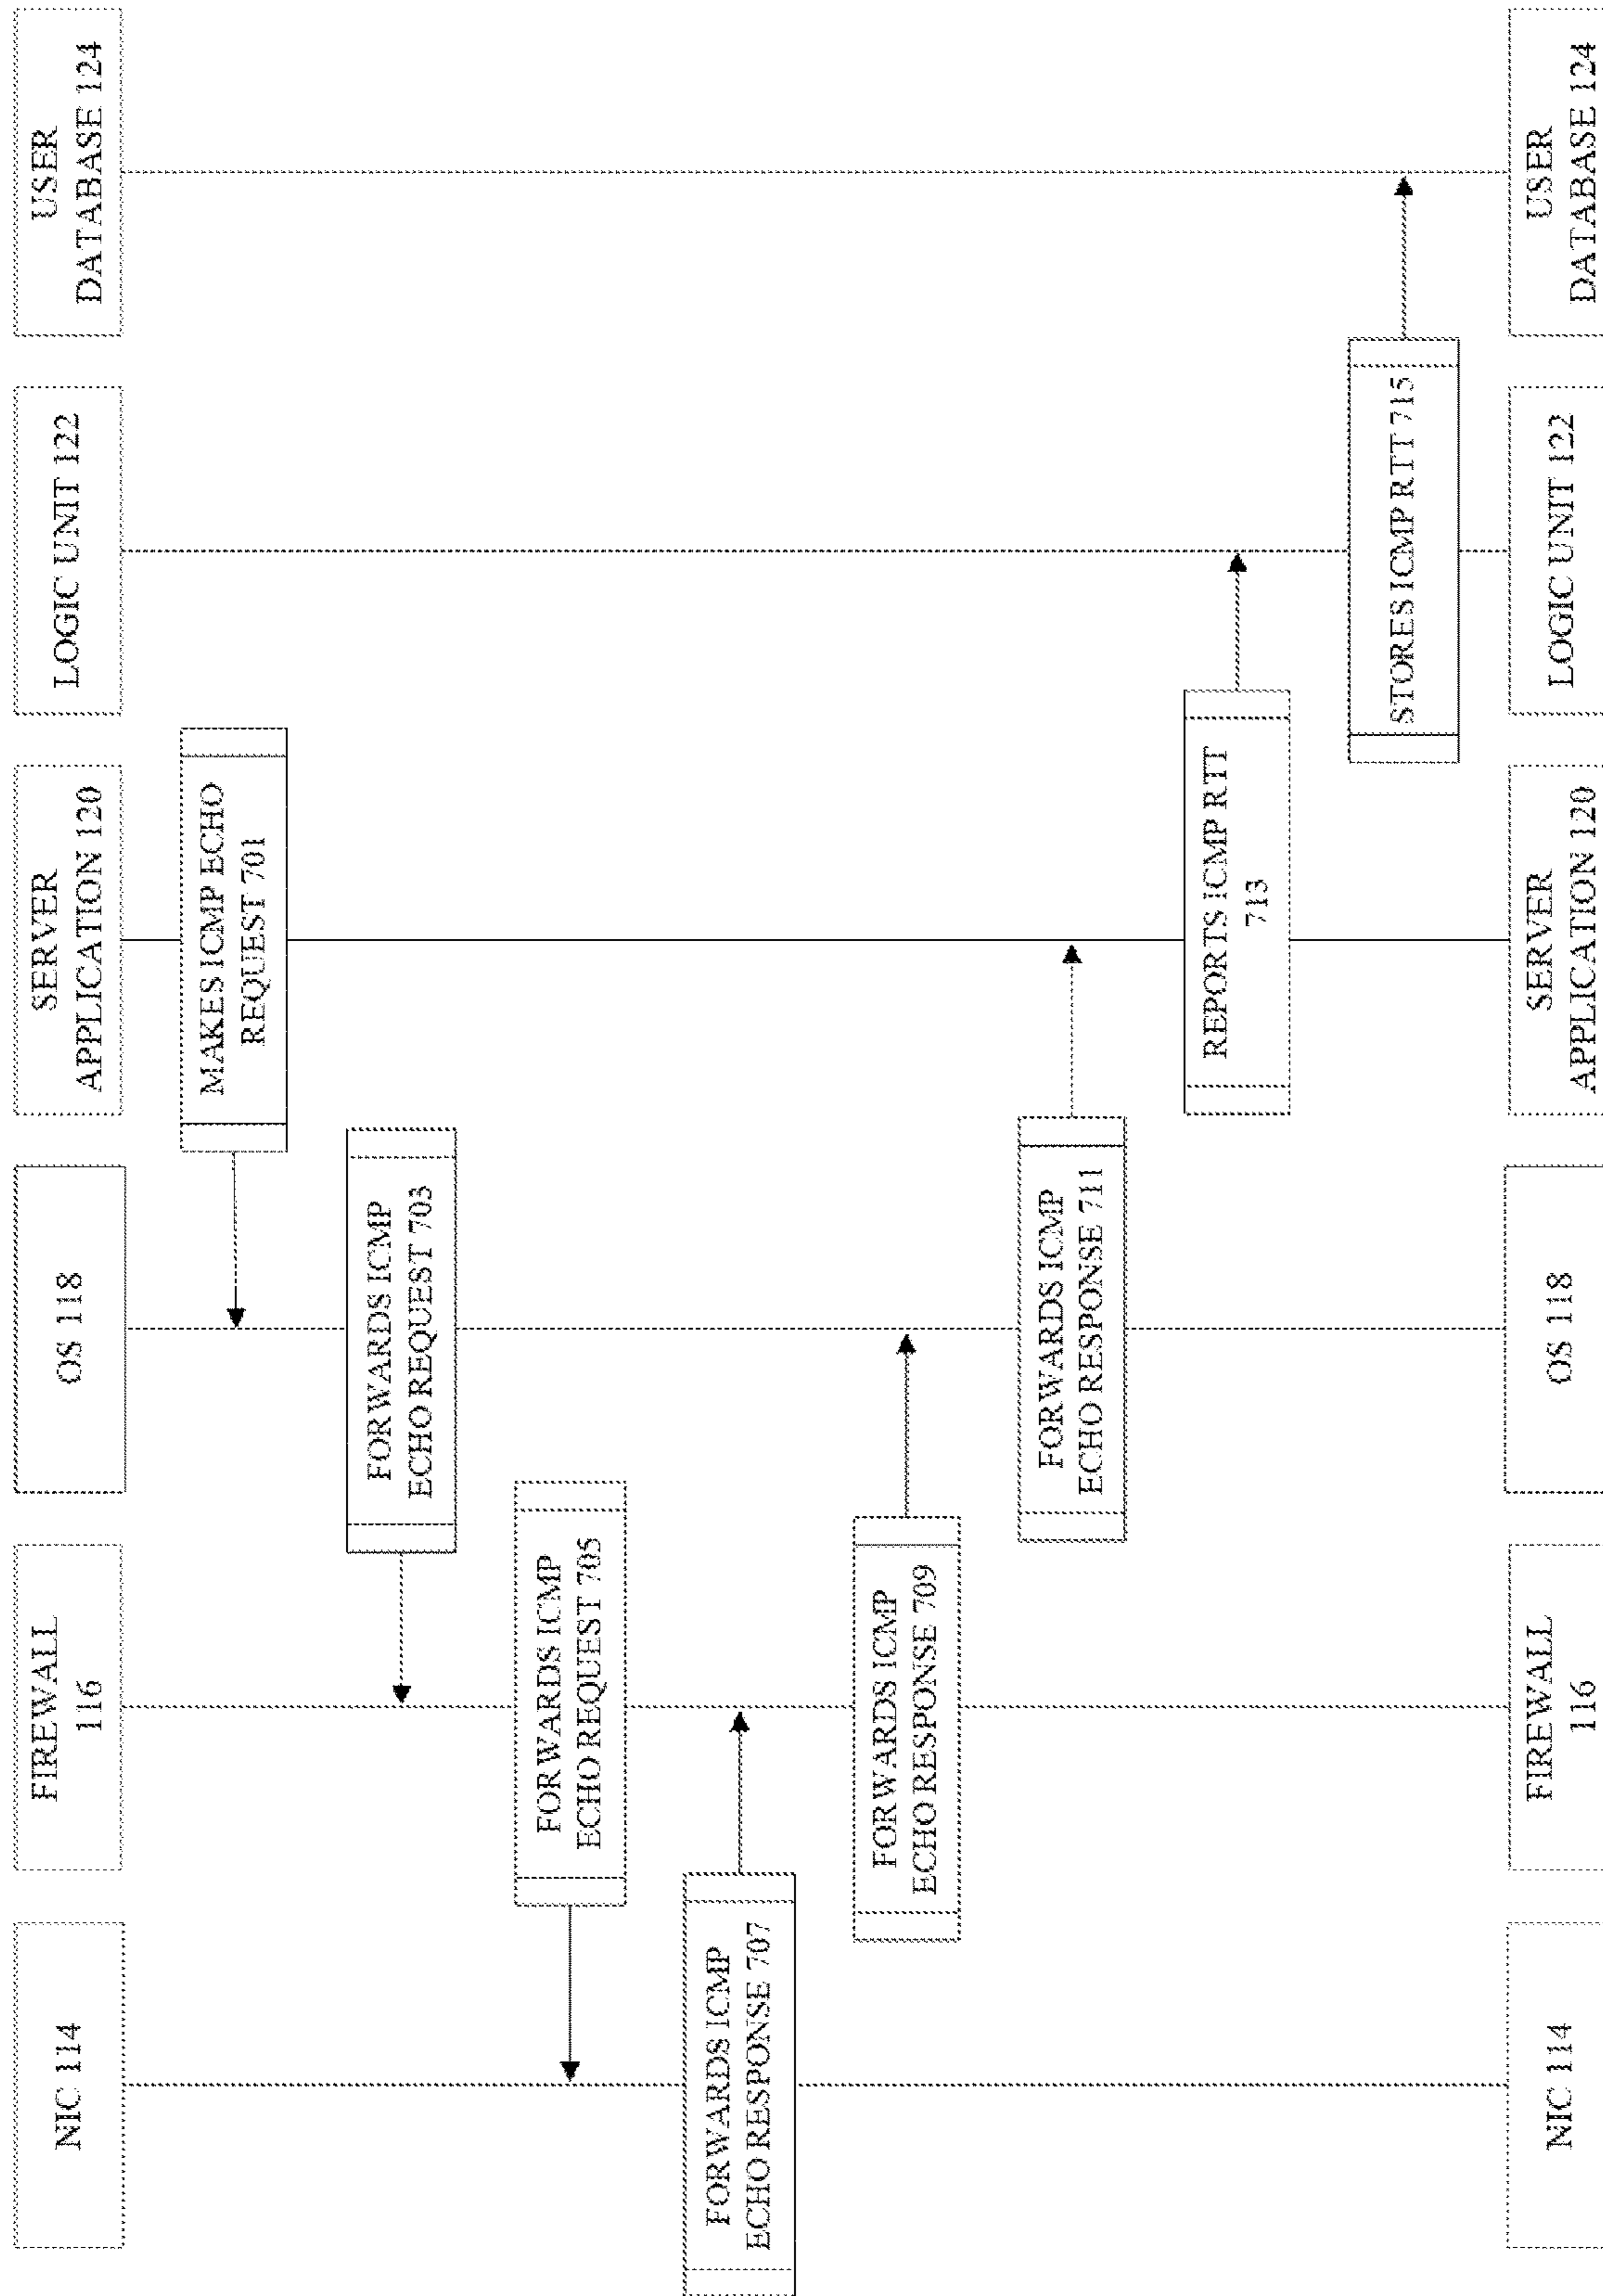 NIC 114
FIREWALL
116
OS 118
SERVER
APPLICATION 120
LOGIC UNIT 122
USER
DATABASE 124
MAKES ICMP ECHO
REQUEST 701
FORWARDS ICMP
ECHO REQUEST 703
FORWARDS ICMP
ECHO REQUEST 705
FORWARDS ICMP
ECHO RESPONSE 707
FORWARDS ICMP
ECHO RESPONSE 709
FORWARDS ICMP
ECHO RESPONSE 711
REPORTS ICMP RTT
713
STORES ICMP RTT 715
NIC 114
FIREWALL
116
OS 118
SERVER
APPLICATION 120
LOGIC UNIT 122
USER
DATABASE 124